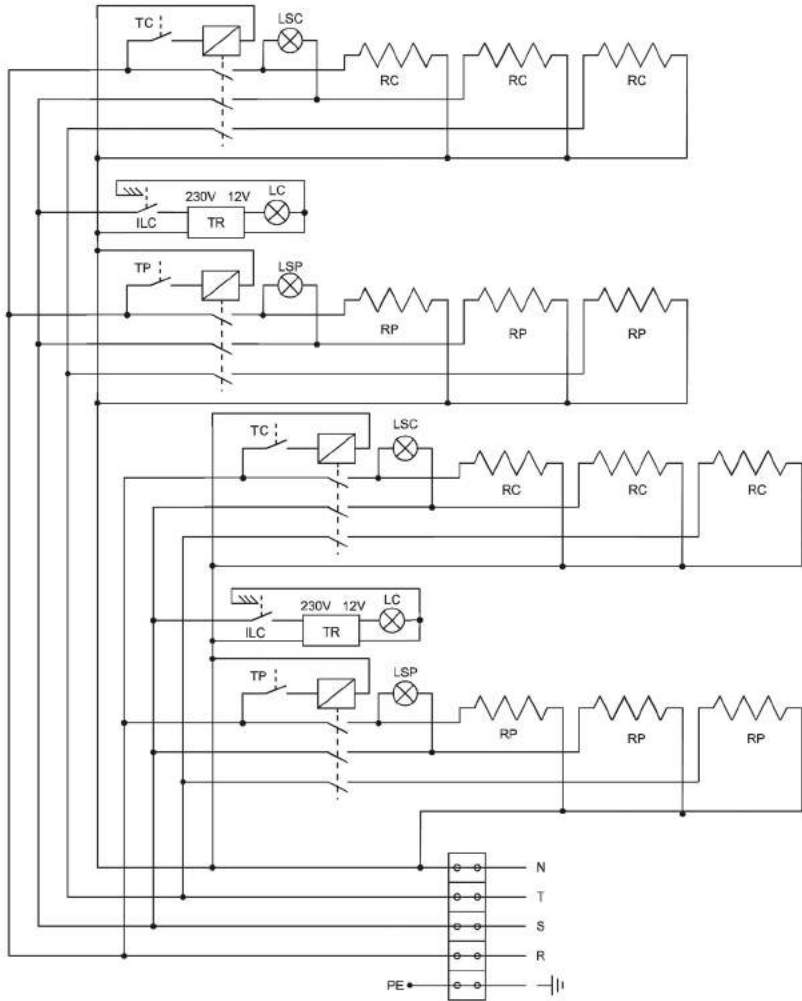 TC LSC
RC RC RC
230V 12V LC
ILC TR
TP LSP
RP RP RP
TC LSC
RC RC RC
230V 12V LC
ILC TR
TP LSP
RP RP RP
N
T
S
R
PE